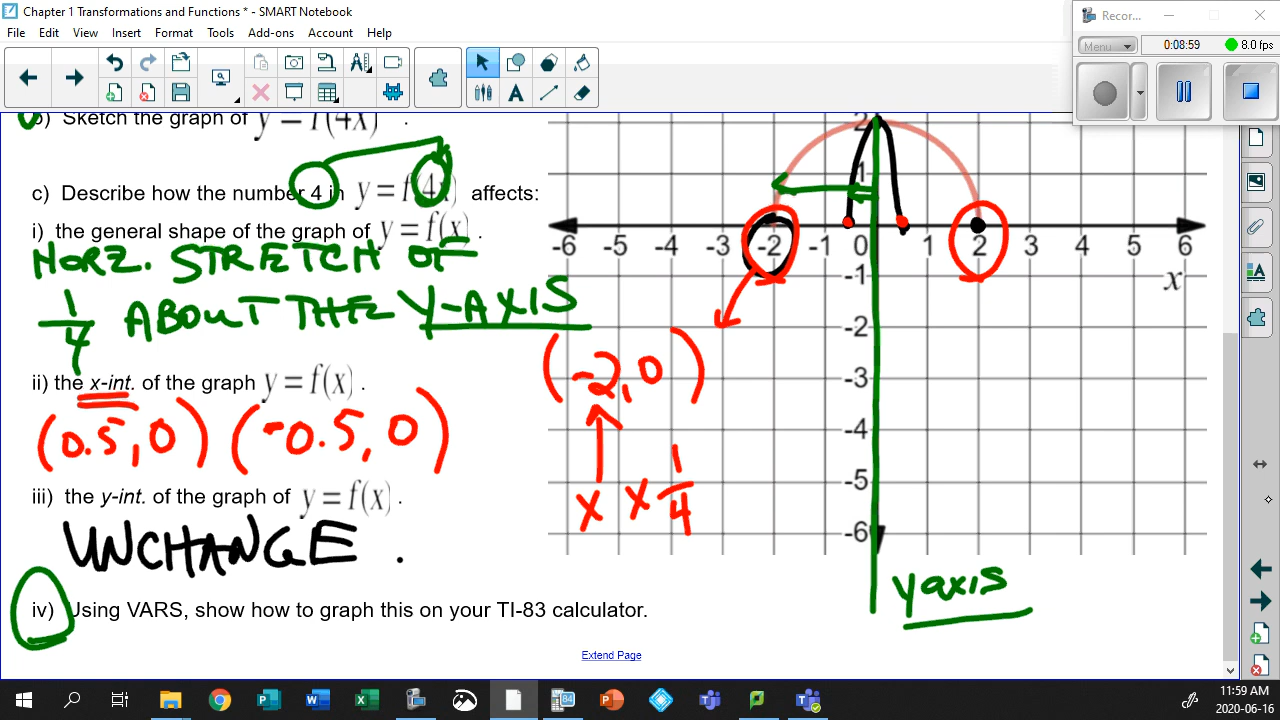 Chapter 1 Transformations and Functions * - SMART Notebook
File Edit View Insert Format Tools Add-ons Account Help
Recor...
Menu 0:08:59 8.0 fps
b) Sketch the graph of y = f(4x) .
c) Describe how the number 4 in y = f(4x) affects:
i) the general shape of the graph of y = f(x) .
HORZ. STRETCH OF
1/4 ABOUT THE Y-AXIS
ii) the x-int. of the graph y = f(x) .
(0.5, 0) (-0.5, 0)
iii) the y-int. of the graph of y = f(x) .
UNCHANGE .
iv) Using VARS, show how to graph this on your TI-83 calculator.
Extend Page
2
1
-6 -5 -4 -3 -2 -1 0 1 2 3 4 5 6
x
-1
-2
-3
-4
-5
-6
(-2, 0)
x x 1/4
y axis
11:59 AM
2020-06-16